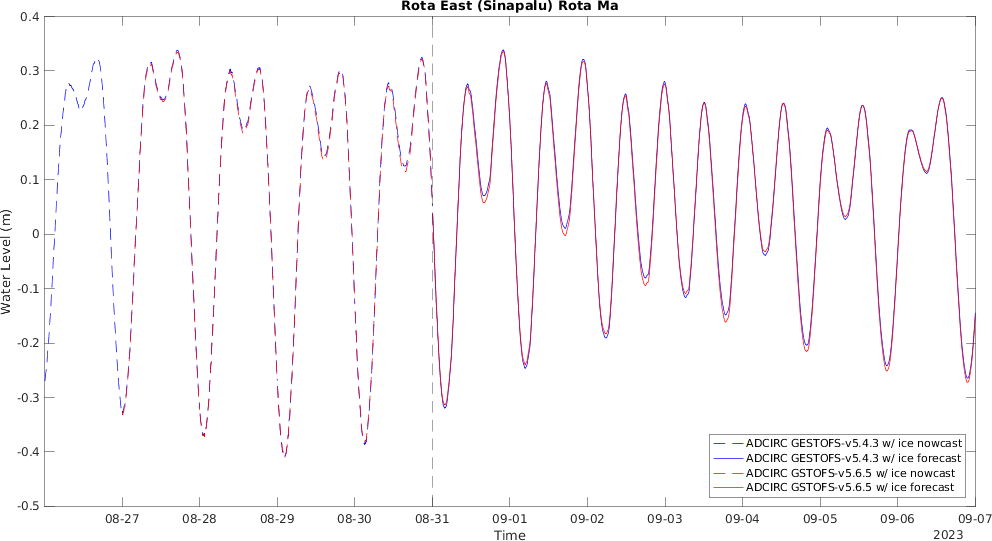 Rota East (Sinapalu) Rota Ma
0.4
0.3
0.2
0.1
0
-0.1
-0.2
-0.3
-0.4
-0.5
Water Level (m)
ADCIRC GESTOFS-v5.4.3 w/ ice nowcast
ADCIRC GESTOFS-v5.4.3 w/ ice forecast
ADCIRC GSTOFS-v5.6.5 w/ ice nowcast
ADCIRC GSTOFS-v5.6.5 w/ ice forecast
08-27 08-28 08-29 08-30 08-31 09-01 09-02 09-03 09-04 09-05 09-06 09-07
Time
2023